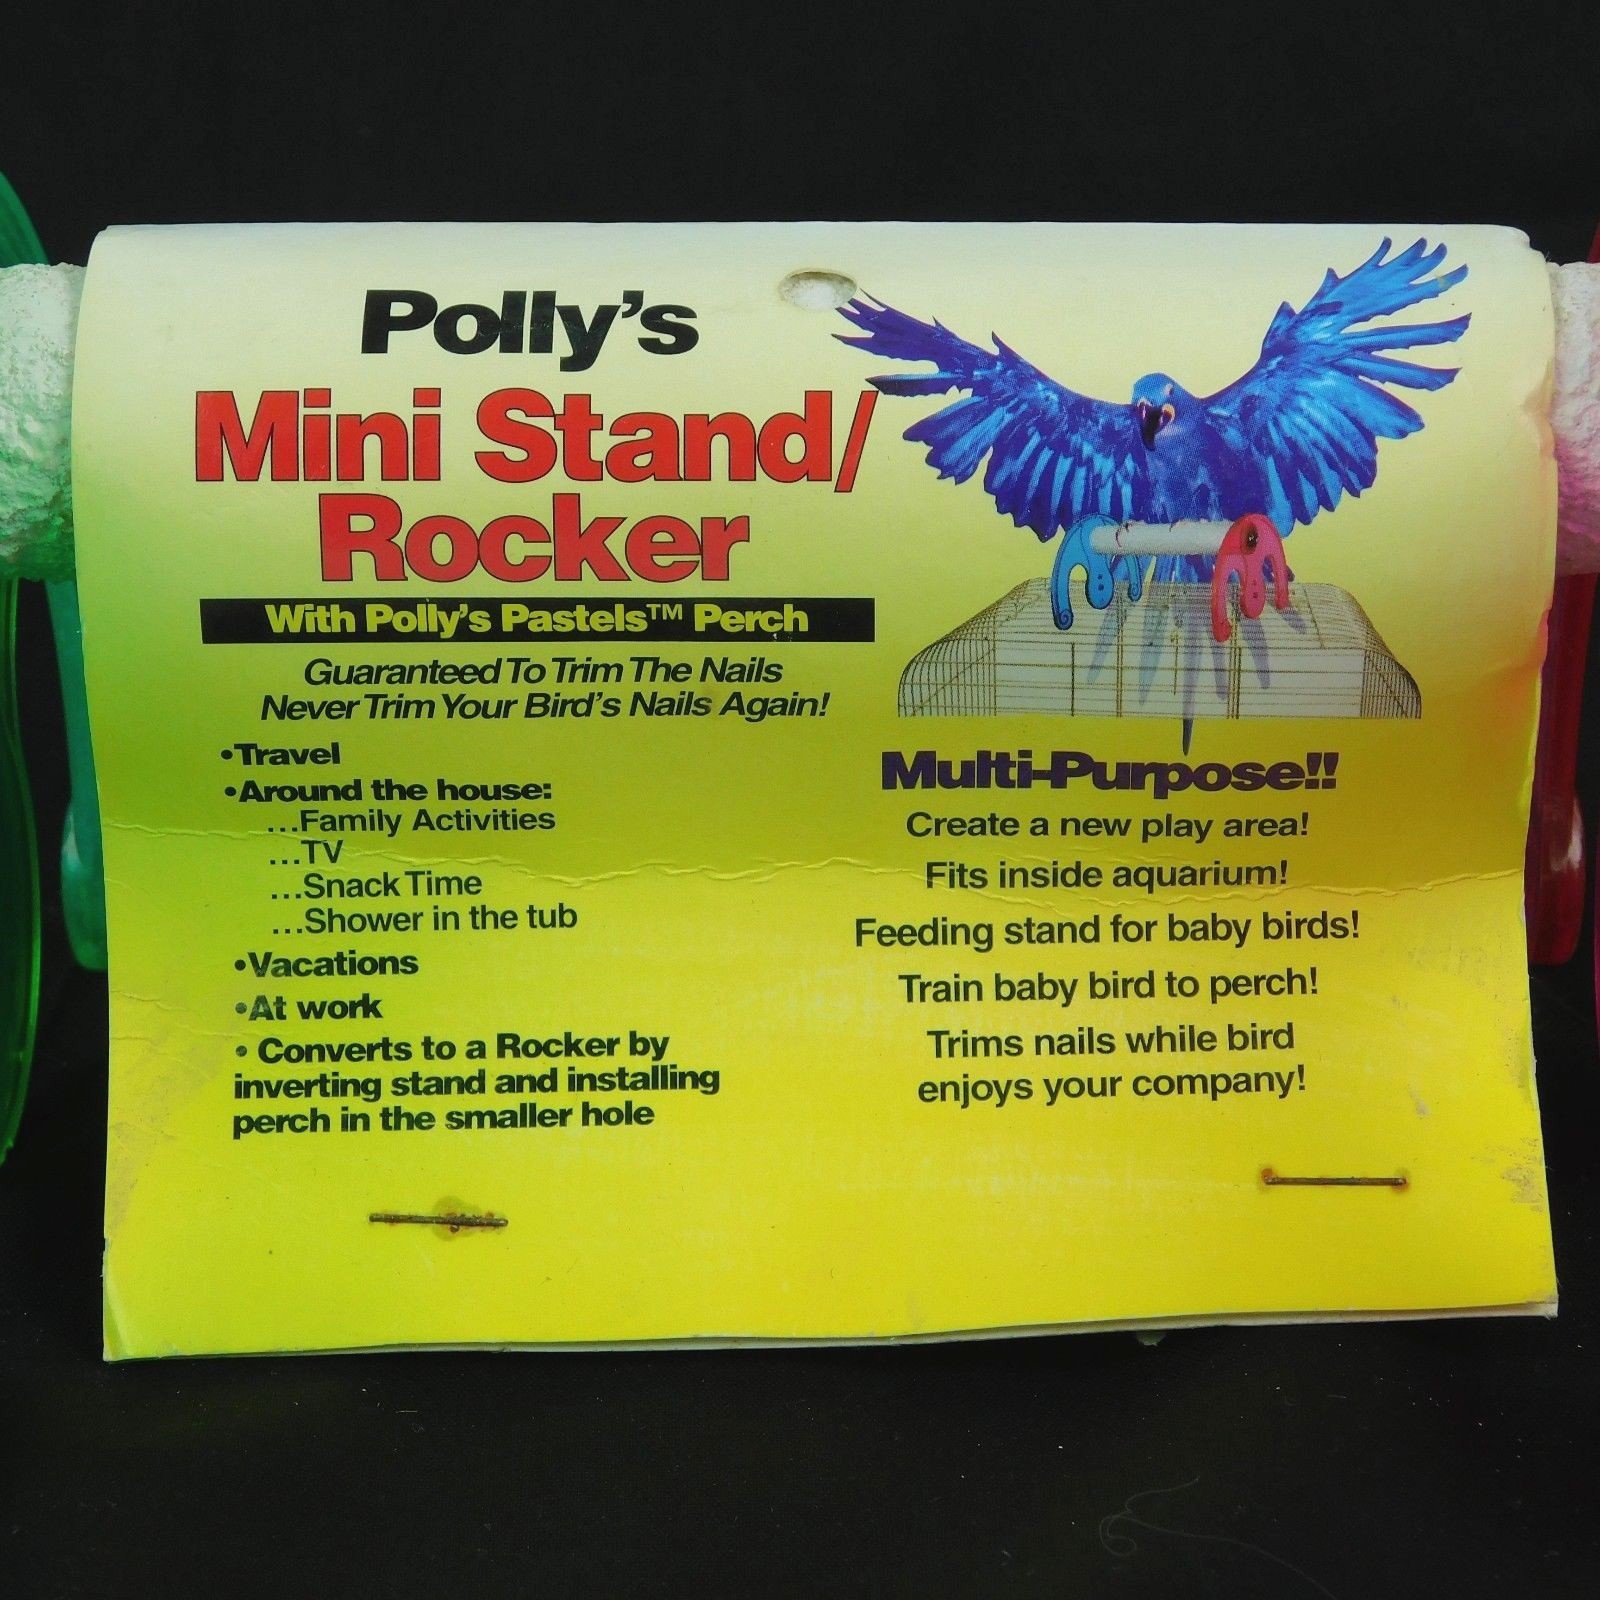 Polly's
Mini Stand/
Rocker
With Polly's Pastels™ Perch
Guaranteed To Trim The Nails
Never Trim Your Bird's Nails Again!
•Travel
•Around the house:
...Family Activities
...TV
...Snack Time
...Shower in the tub
•Vacations
•At work
• Converts to a Rocker by
inverting stand and installing
perch in the smaller hole
Multi-Purpose!!
Create a new play area!
Fits inside aquarium!
Feeding stand for baby birds!
Train baby bird to perch!
Trims nails while bird
enjoys your company!